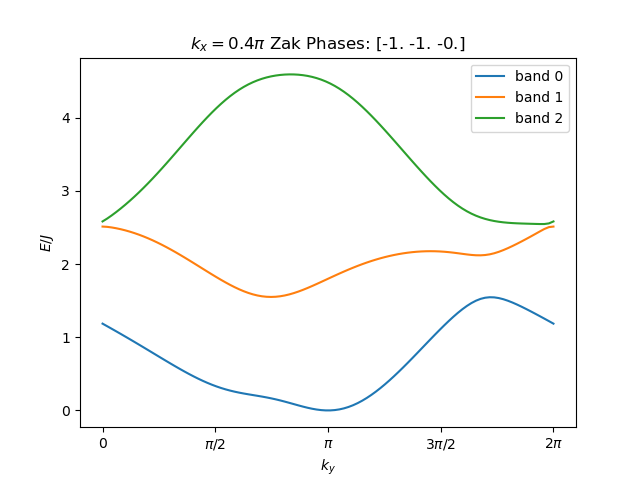 $k_x = 0.4\pi$ Zak Phases: [-1. -1. -0.]
band 0
band 1
band 2
E/J
4
3
2
1
0
0 π/2 π 3π/2 2π
$k_y$